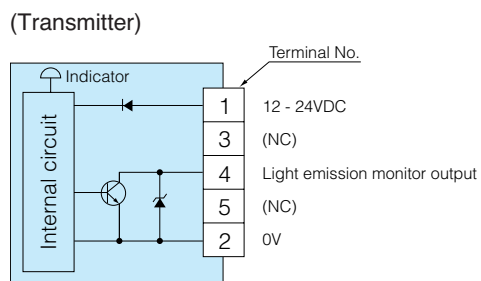 (Transmitter)
Terminal No.
Indicator
Internal circuit
1 12 - 24VDC
3 (NC)
4 Light emission monitor output
5 (NC)
2 0V